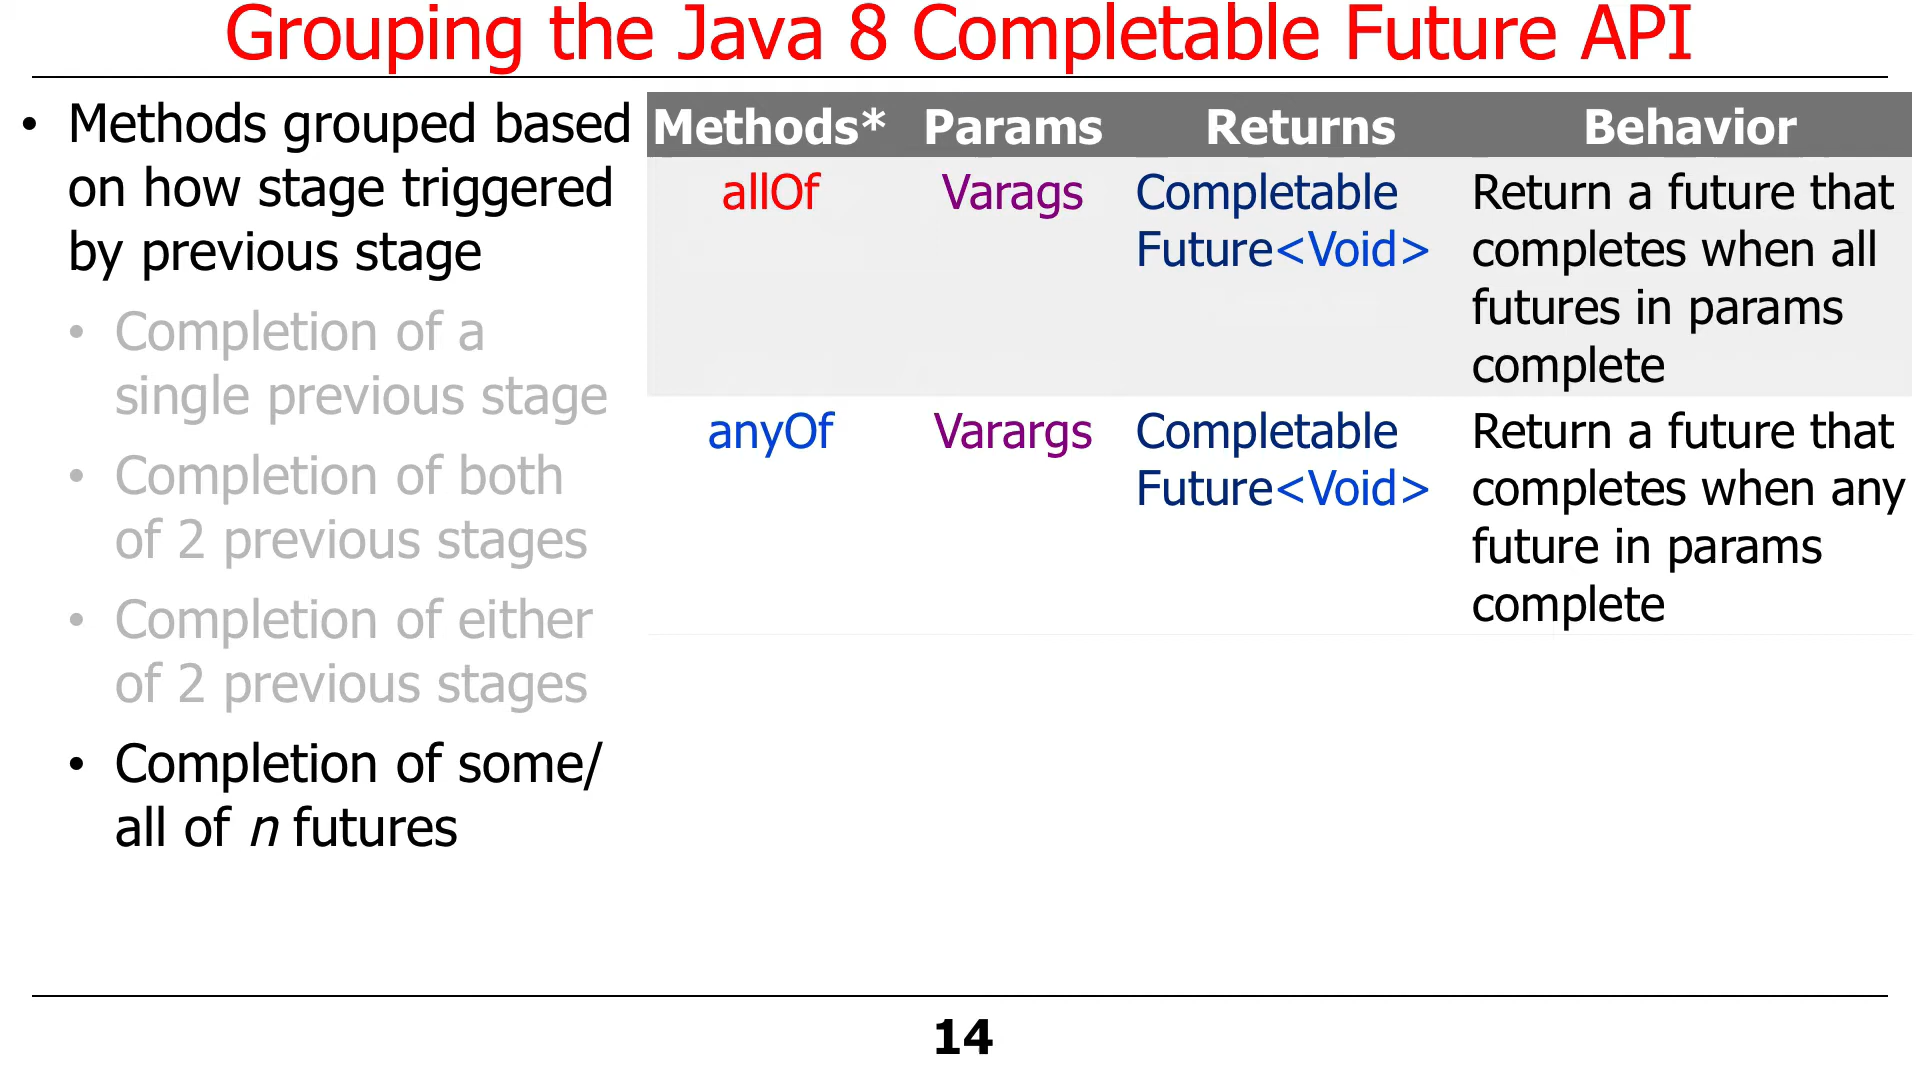 Grouping the Java 8 Completable Future API
• Methods grouped based
on how stage triggered
by previous stage
• Completion of a
single previous stage
• Completion of both
of 2 previous stages
• Completion of either
of 2 previous stages
• Completion of some/
all of n futures
Methods* Params Returns Behavior
allOf Varags Completable Return a future that
Future<Void> completes when all
futures in params
complete
anyOf Varargs Completable Return a future that
Future<Void> completes when any
future in params
complete
14